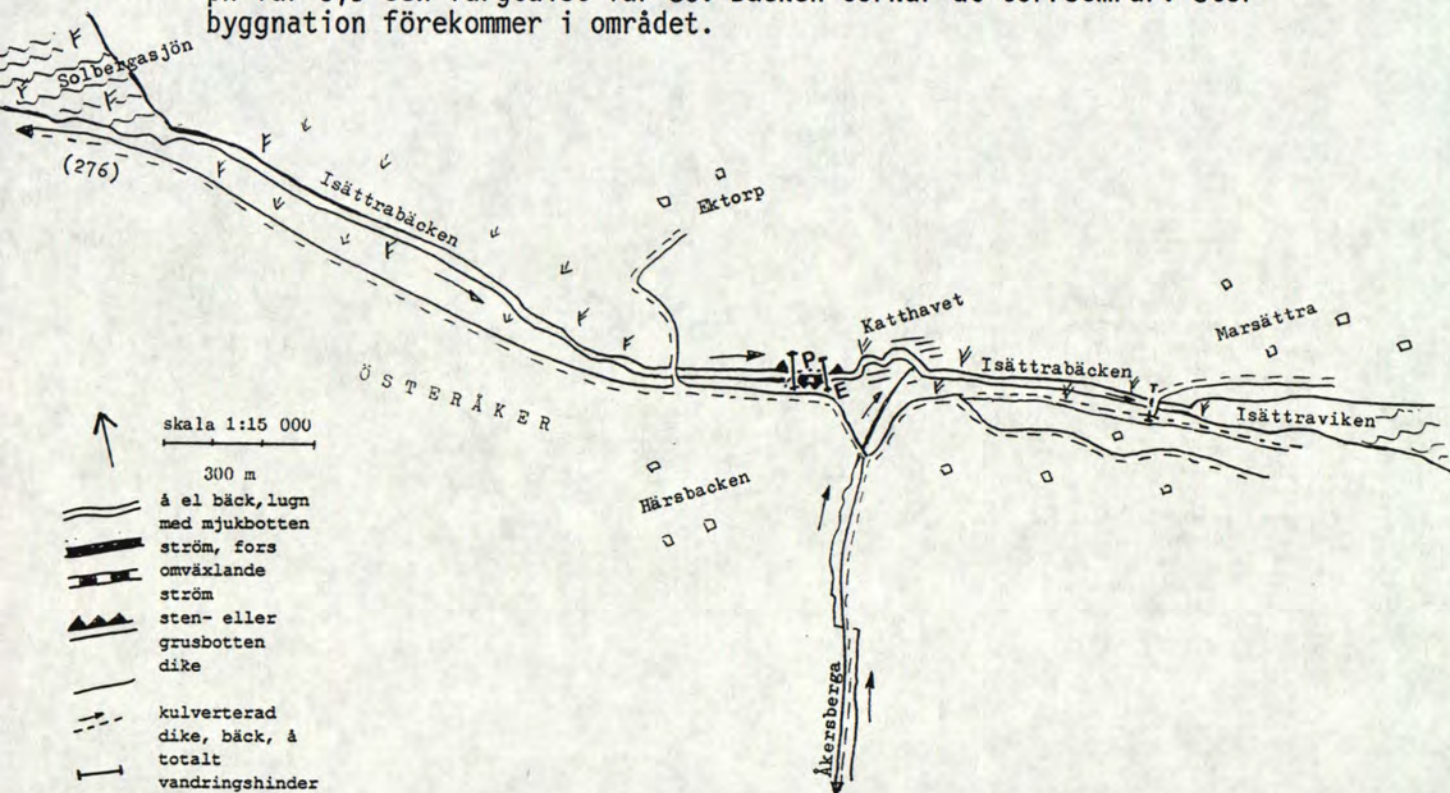 byggnation förekommer i området.
Solbergasjön
(276)
Isättrabäcken
Ektorp
Katthavet
Marsättra
P
E
Isättrabäcken
Isättraviken
ÖSTERÅKER
Härsbacken
Åkersberga
skala 1:15 000
300 m
å el bäck, lugn
med mjukbotten
ström, fors
omväxlande
ström
sten- eller
grusbotten
dike
kulverterad
dike, bäck, å
totalt
vandringshinder